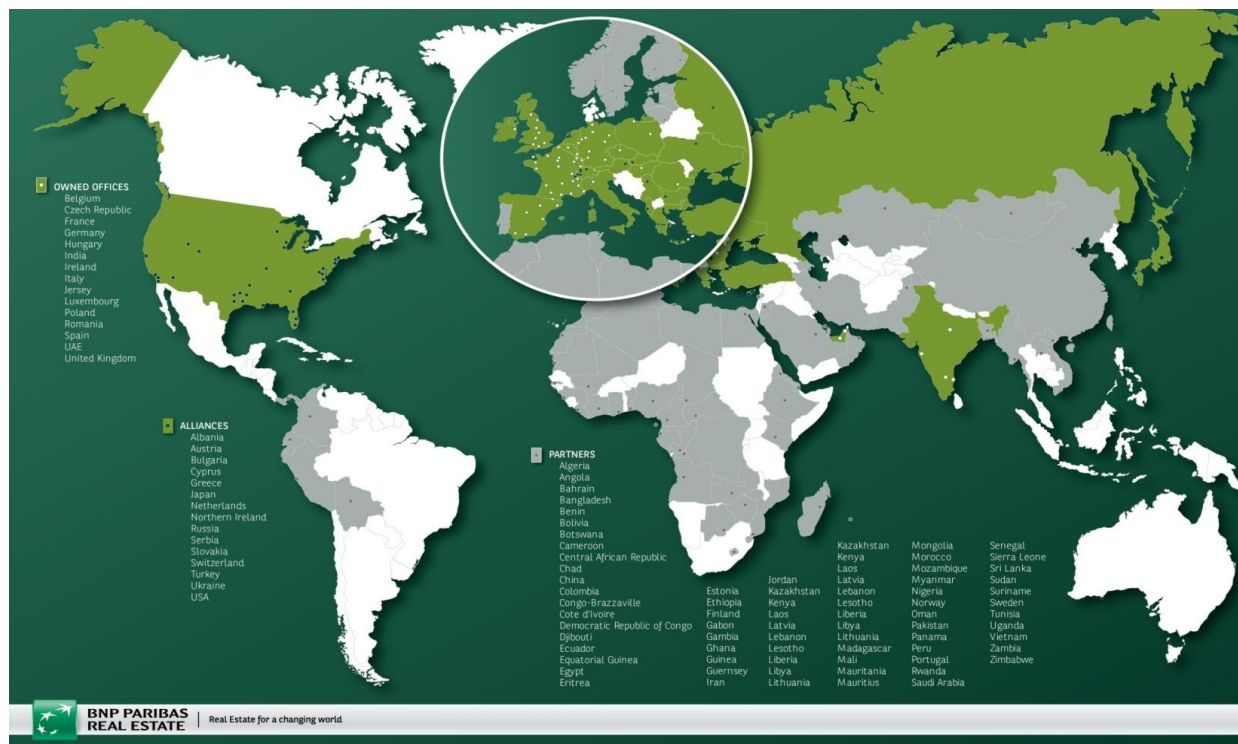 OWNED OFFICES
Belgium
Czech Republic
France
Germany
Hungary
India
Ireland
Italy
Jersey
Luxembourg
Poland
Romania
Spain
UAE
United Kingdom
ALLIANCES
Albania
Austria
Bulgaria
Cyprus
Greece
Japan
Netherlands
Northern Ireland
Russia
Serbia
Slovakia
Switzerland
Turkey
Ukraine
USA
PARTNERS
Algeria
Angola
Bahrain
Bangladesh
Benin
Bolivia
Botswana
Cameroon
Central African Republic
Chad
China
Colombia
Congo-Brazzaville
Cote d'Ivoire
Democratic Republic of Congo
Djibouti
Ecuador
Equatorial Guinea
Egypt
Eritrea
Estonia
Ethiopia
Finland
Gabon
Gambia
Ghana
Guinea
Guernsey
Iran
Jordan
Kazakhstan
Kenya
Laos
Latvia
Lebanon
Lesotho
Liberia
Libya
Lithuania
Kazakhstan
Kenya
Laos
Latvia
Lebanon
Lesotho
Liberia
Libya
Lithuania
Madagascar
Mali
Mauritania
Mauritius
Mongolia
Morocco
Mozambique
Myanmar
Nigeria
Norway
Oman
Pakistan
Panama
Peru
Portugal
Rwanda
Saudi Arabia
Senegal
Sierra Leone
Sri Lanka
Sudan
Suriname
Sweden
Tunisia
Uganda
Vietnam
Zambia
Zimbabwe
BNP PARIBAS
REAL ESTATE
Real Estate for a changing world